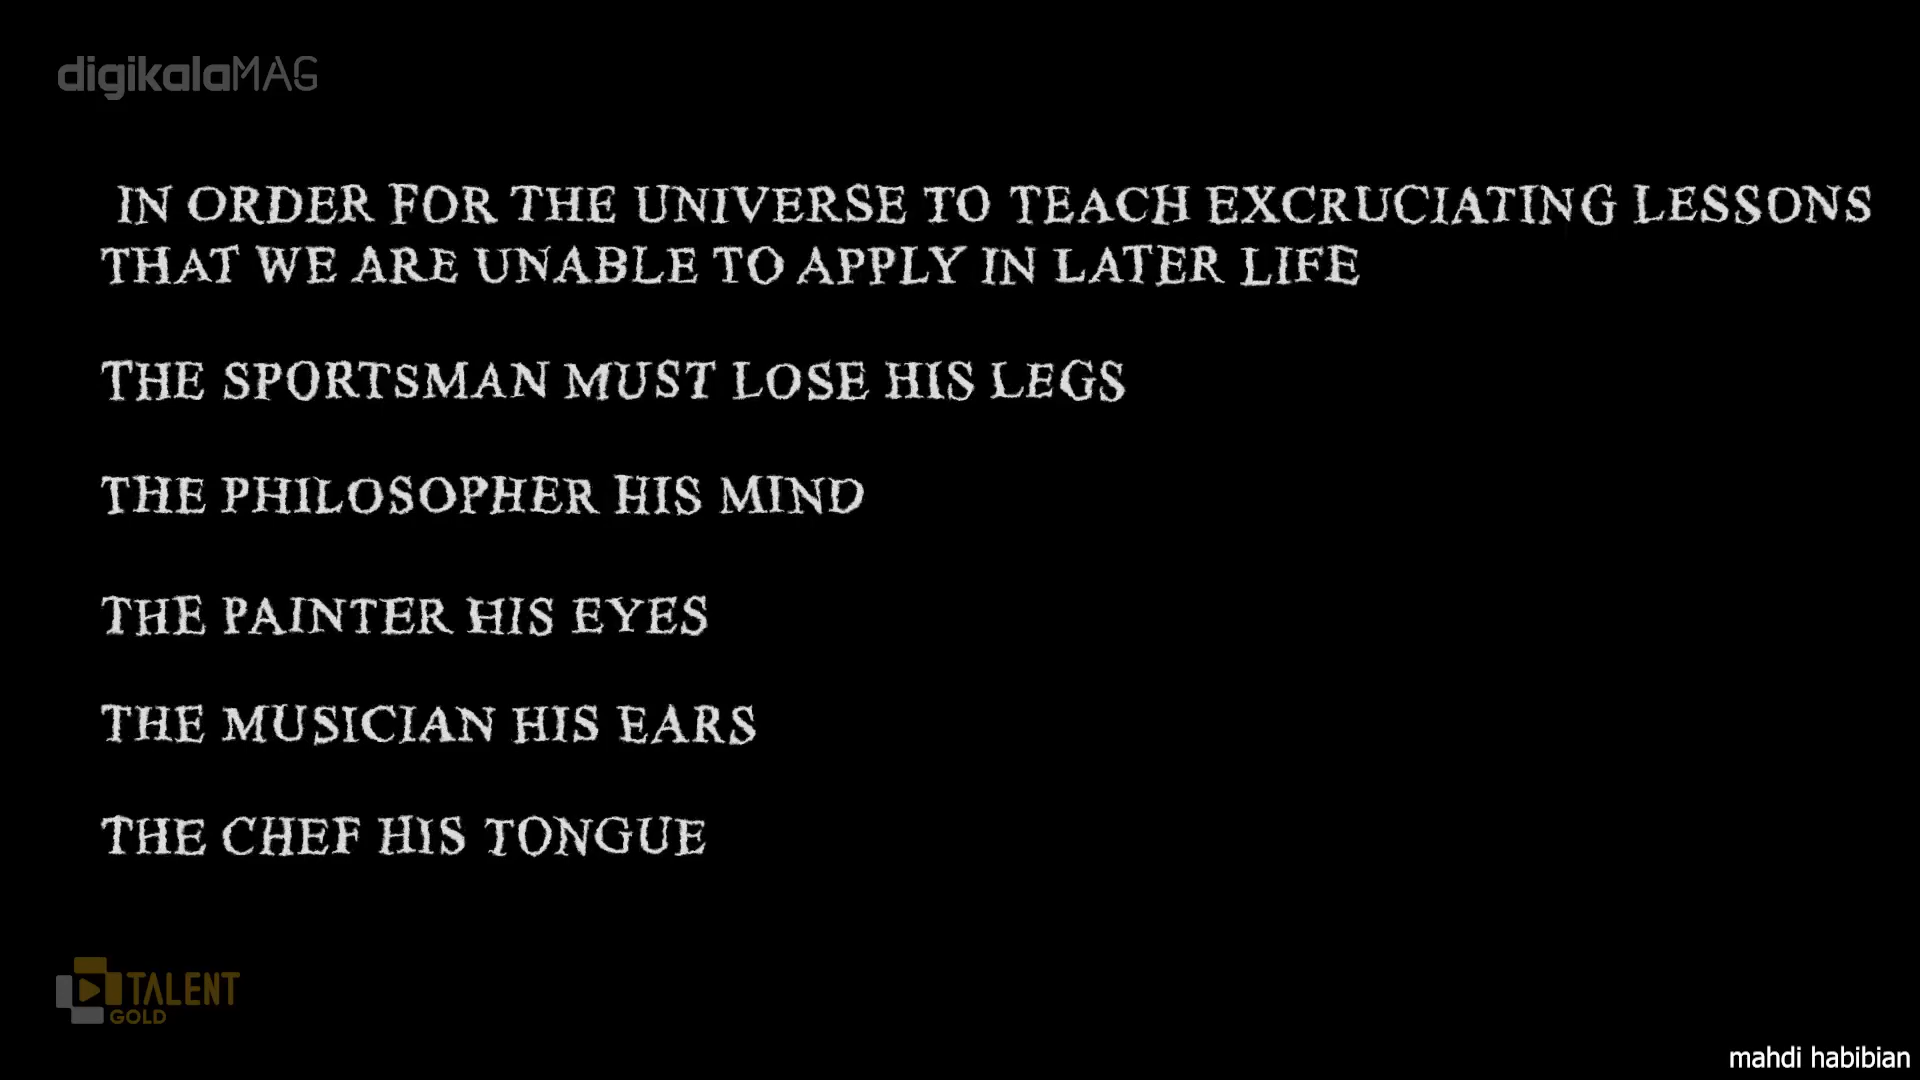 digikalaMAG
IN ORDER FOR THE UNIVERSE TO TEACH EXCRUCIATING LESSONS
THAT WE ARE UNABLE TO APPLY IN LATER LIFE
THE SPORTSMAN MUST LOSE HIS LEGS
THE PHILOSOPHER HIS MIND
THE PAINTER HIS EYES
THE MUSICIAN HIS EARS
THE CHEF HIS TONGUE
TALENT
GOLD
mahdi habibian